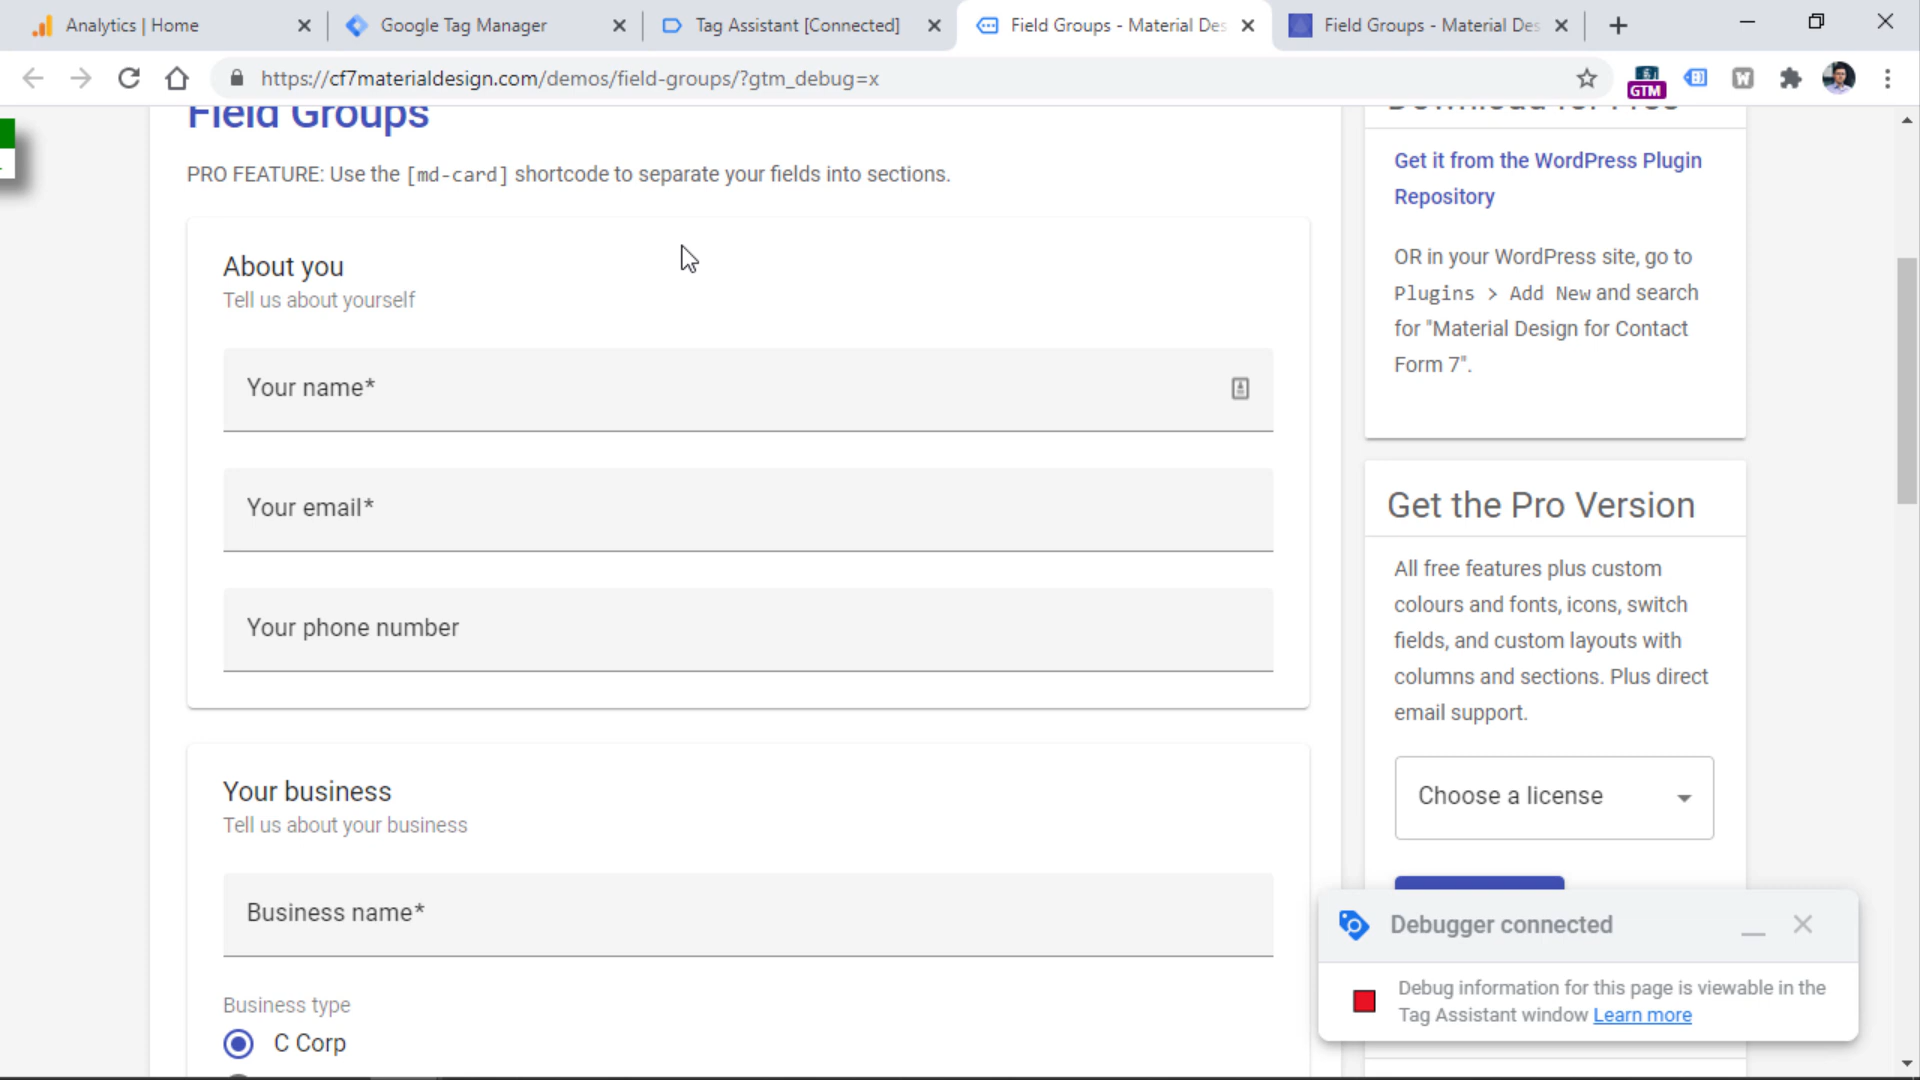 Analytics | Home
Google Tag Manager
Tag Assistant [Connected]
Field Groups - Material Des
Field Groups - Material Des
https://cf7materialdesign.com/demos/field-groups/?gtm_debug=x
GTM
Field Groups
PRO FEATURE: Use the [md-card] shortcode to separate your fields into sections.
About you
Tell us about yourself
Your name*
Your email*
Your phone number
Your business
Tell us about your business
Business name*
Business type
C Corp
Download for Free
Get it from the WordPress Plugin
Repository
OR in your WordPress site, go to
Plugins > Add New and search
for "Material Design for Contact
Form 7".
Get the Pro Version
All free features plus custom
colours and fonts, icons, switch
fields, and custom layouts with
columns and sections. Plus direct
email support.
Choose a license
Debugger connected
Debug information for this page is viewable in the
Tag Assistant window Learn more